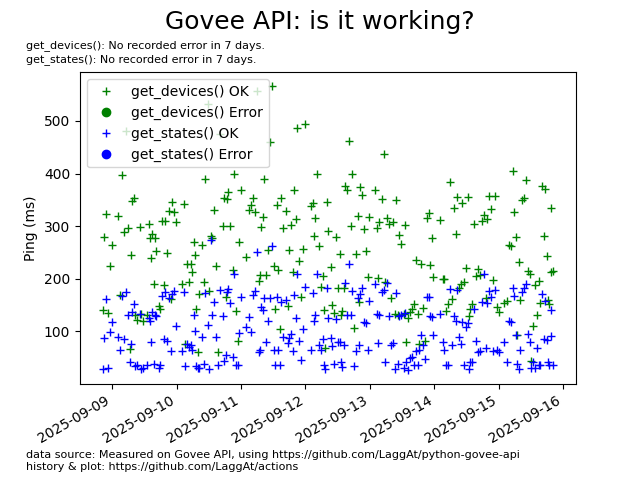 Govee API: is it working?
get_devices(): No recorded error in 7 days.
get_states(): No recorded error in 7 days.
get_devices() OK
get_devices() Error
get_states() OK
get_states() Error
Ping (ms)
500
400
300
200
100
2025-09-09
2025-09-10
2025-09-11
2025-09-12
2025-09-13
2025-09-14
2025-09-15
2025-09-16
data source: Measured on Govee API, using https://github.com/LaggAt/python-govee-api
history & plot: https://github.com/LaggAt/actions